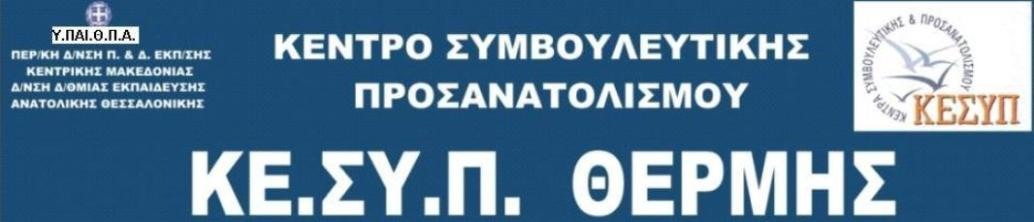 Υ.ΠΑΙ.Θ.Π.Α.
ΠΕΡ/ΚΗ Δ/ΝΣΗ Π. & Δ. ΕΚΠ/ΣΗΣ
ΚΕΝΤΡΙΚΗΣ ΜΑΚΕΔΟΝΙΑΣ
Δ/ΝΣΗ Δ/ΘΜΙΑΣ ΕΚΠΑΙΔΕΥΣΗΣ
ΑΝΑΤΟΛΙΚΗΣ ΘΕΣΣΑΛΟΝΙΚΗΣ
ΚΕΝΤΡΟ ΣΥΜΒΟΥΛΕΥΤΙΚΗΣ
ΠΡΟΣΑΝΑΤΟΛΙΣΜΟΥ
ΚΕΝΤΡΑ ΣΥΜΒΟΥΛΕΥΤΙΚΗΣ & ΠΡΟΣΑΝΑΤΟΛΙΣΜΟΥ
ΚΕΣΥΠ
ΚΕ.ΣΥ.Π. ΘΕΡΜΗΣ